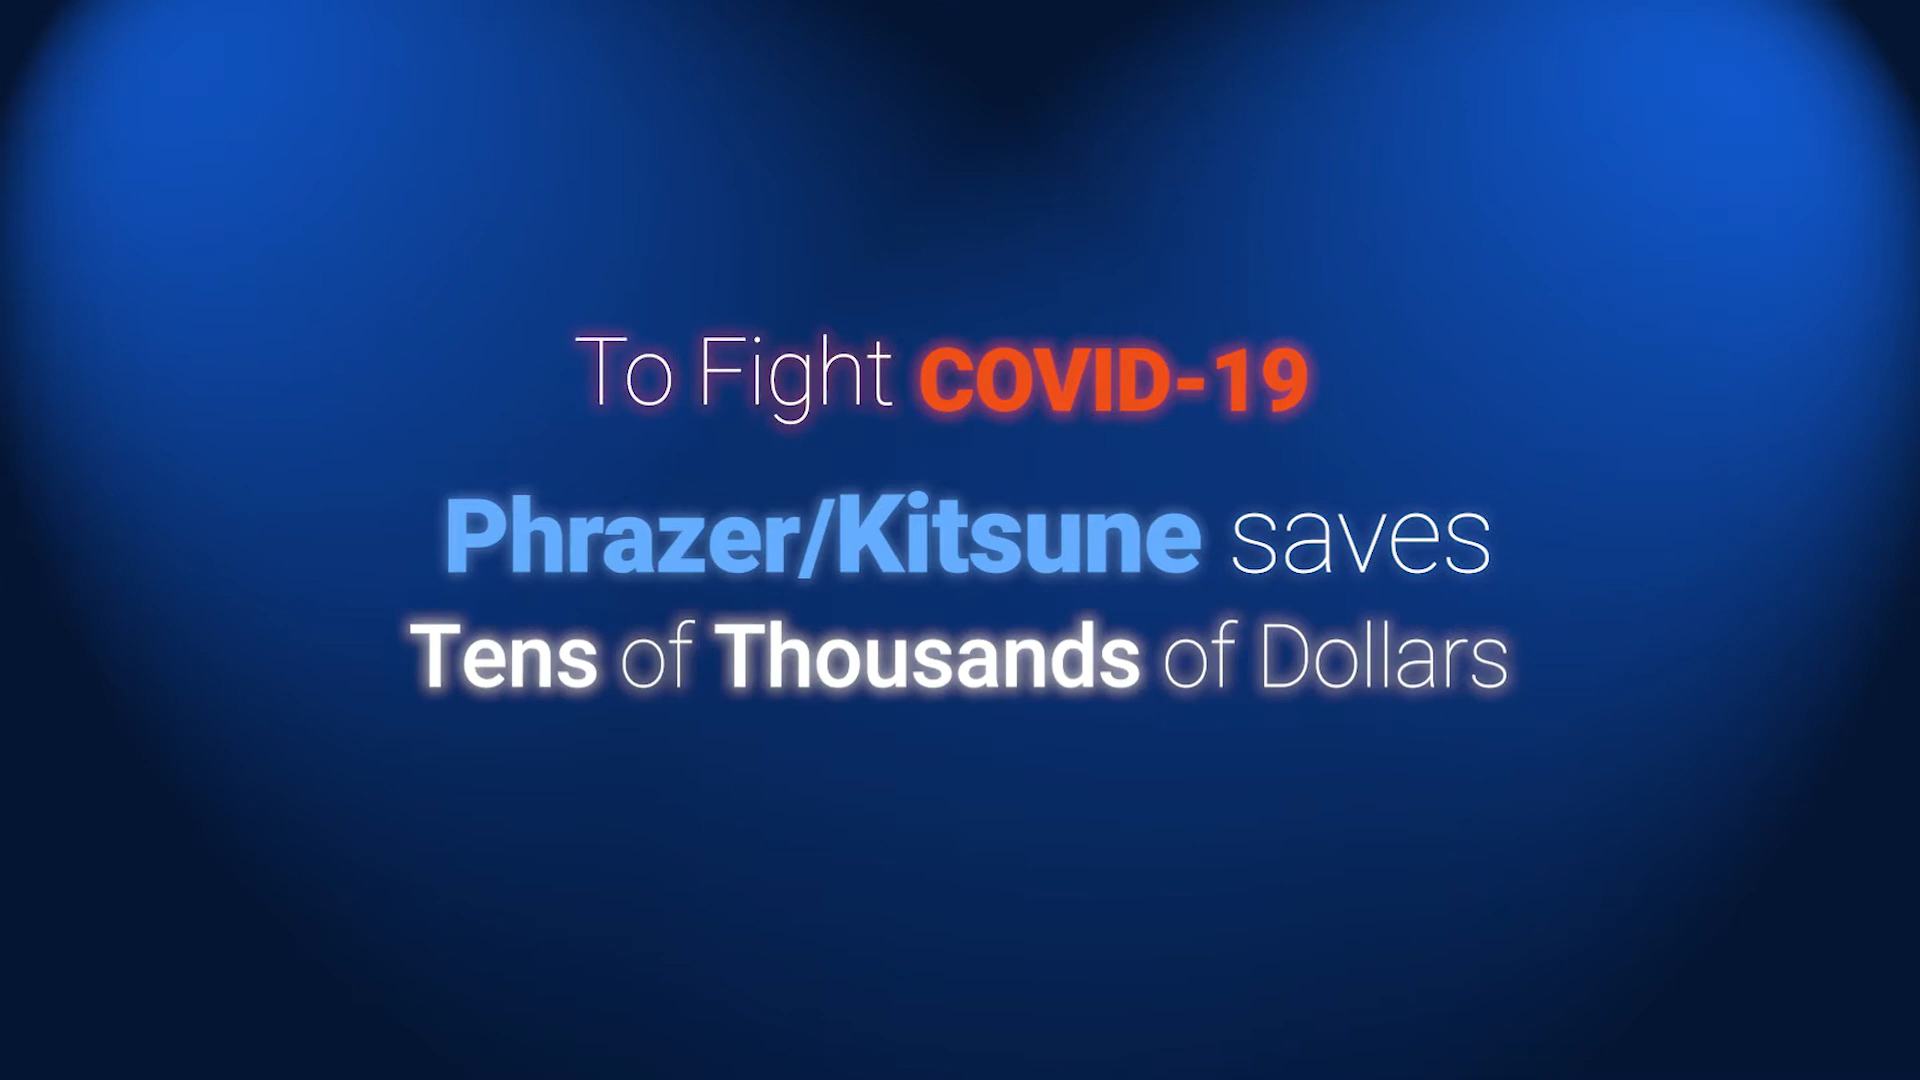 To Fight COVID-19
Phrazer/Kitsune saves
Tens of Thousands of Dollars